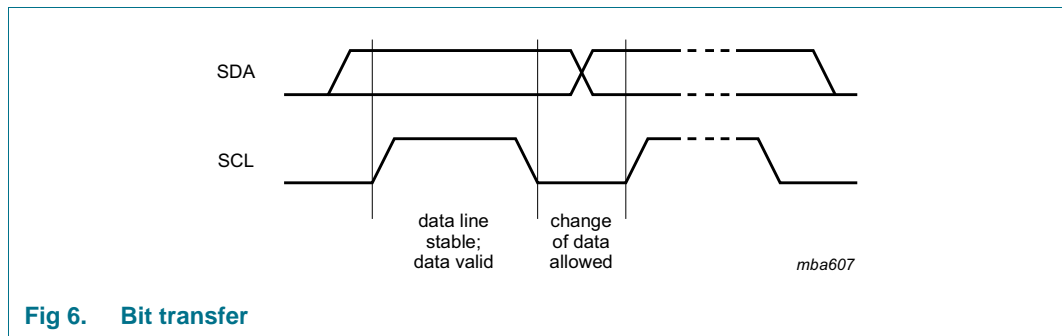 SDA
SCL
data line
stable;
data valid
change
of data
allowed
mba607
Fig 6. Bit transfer